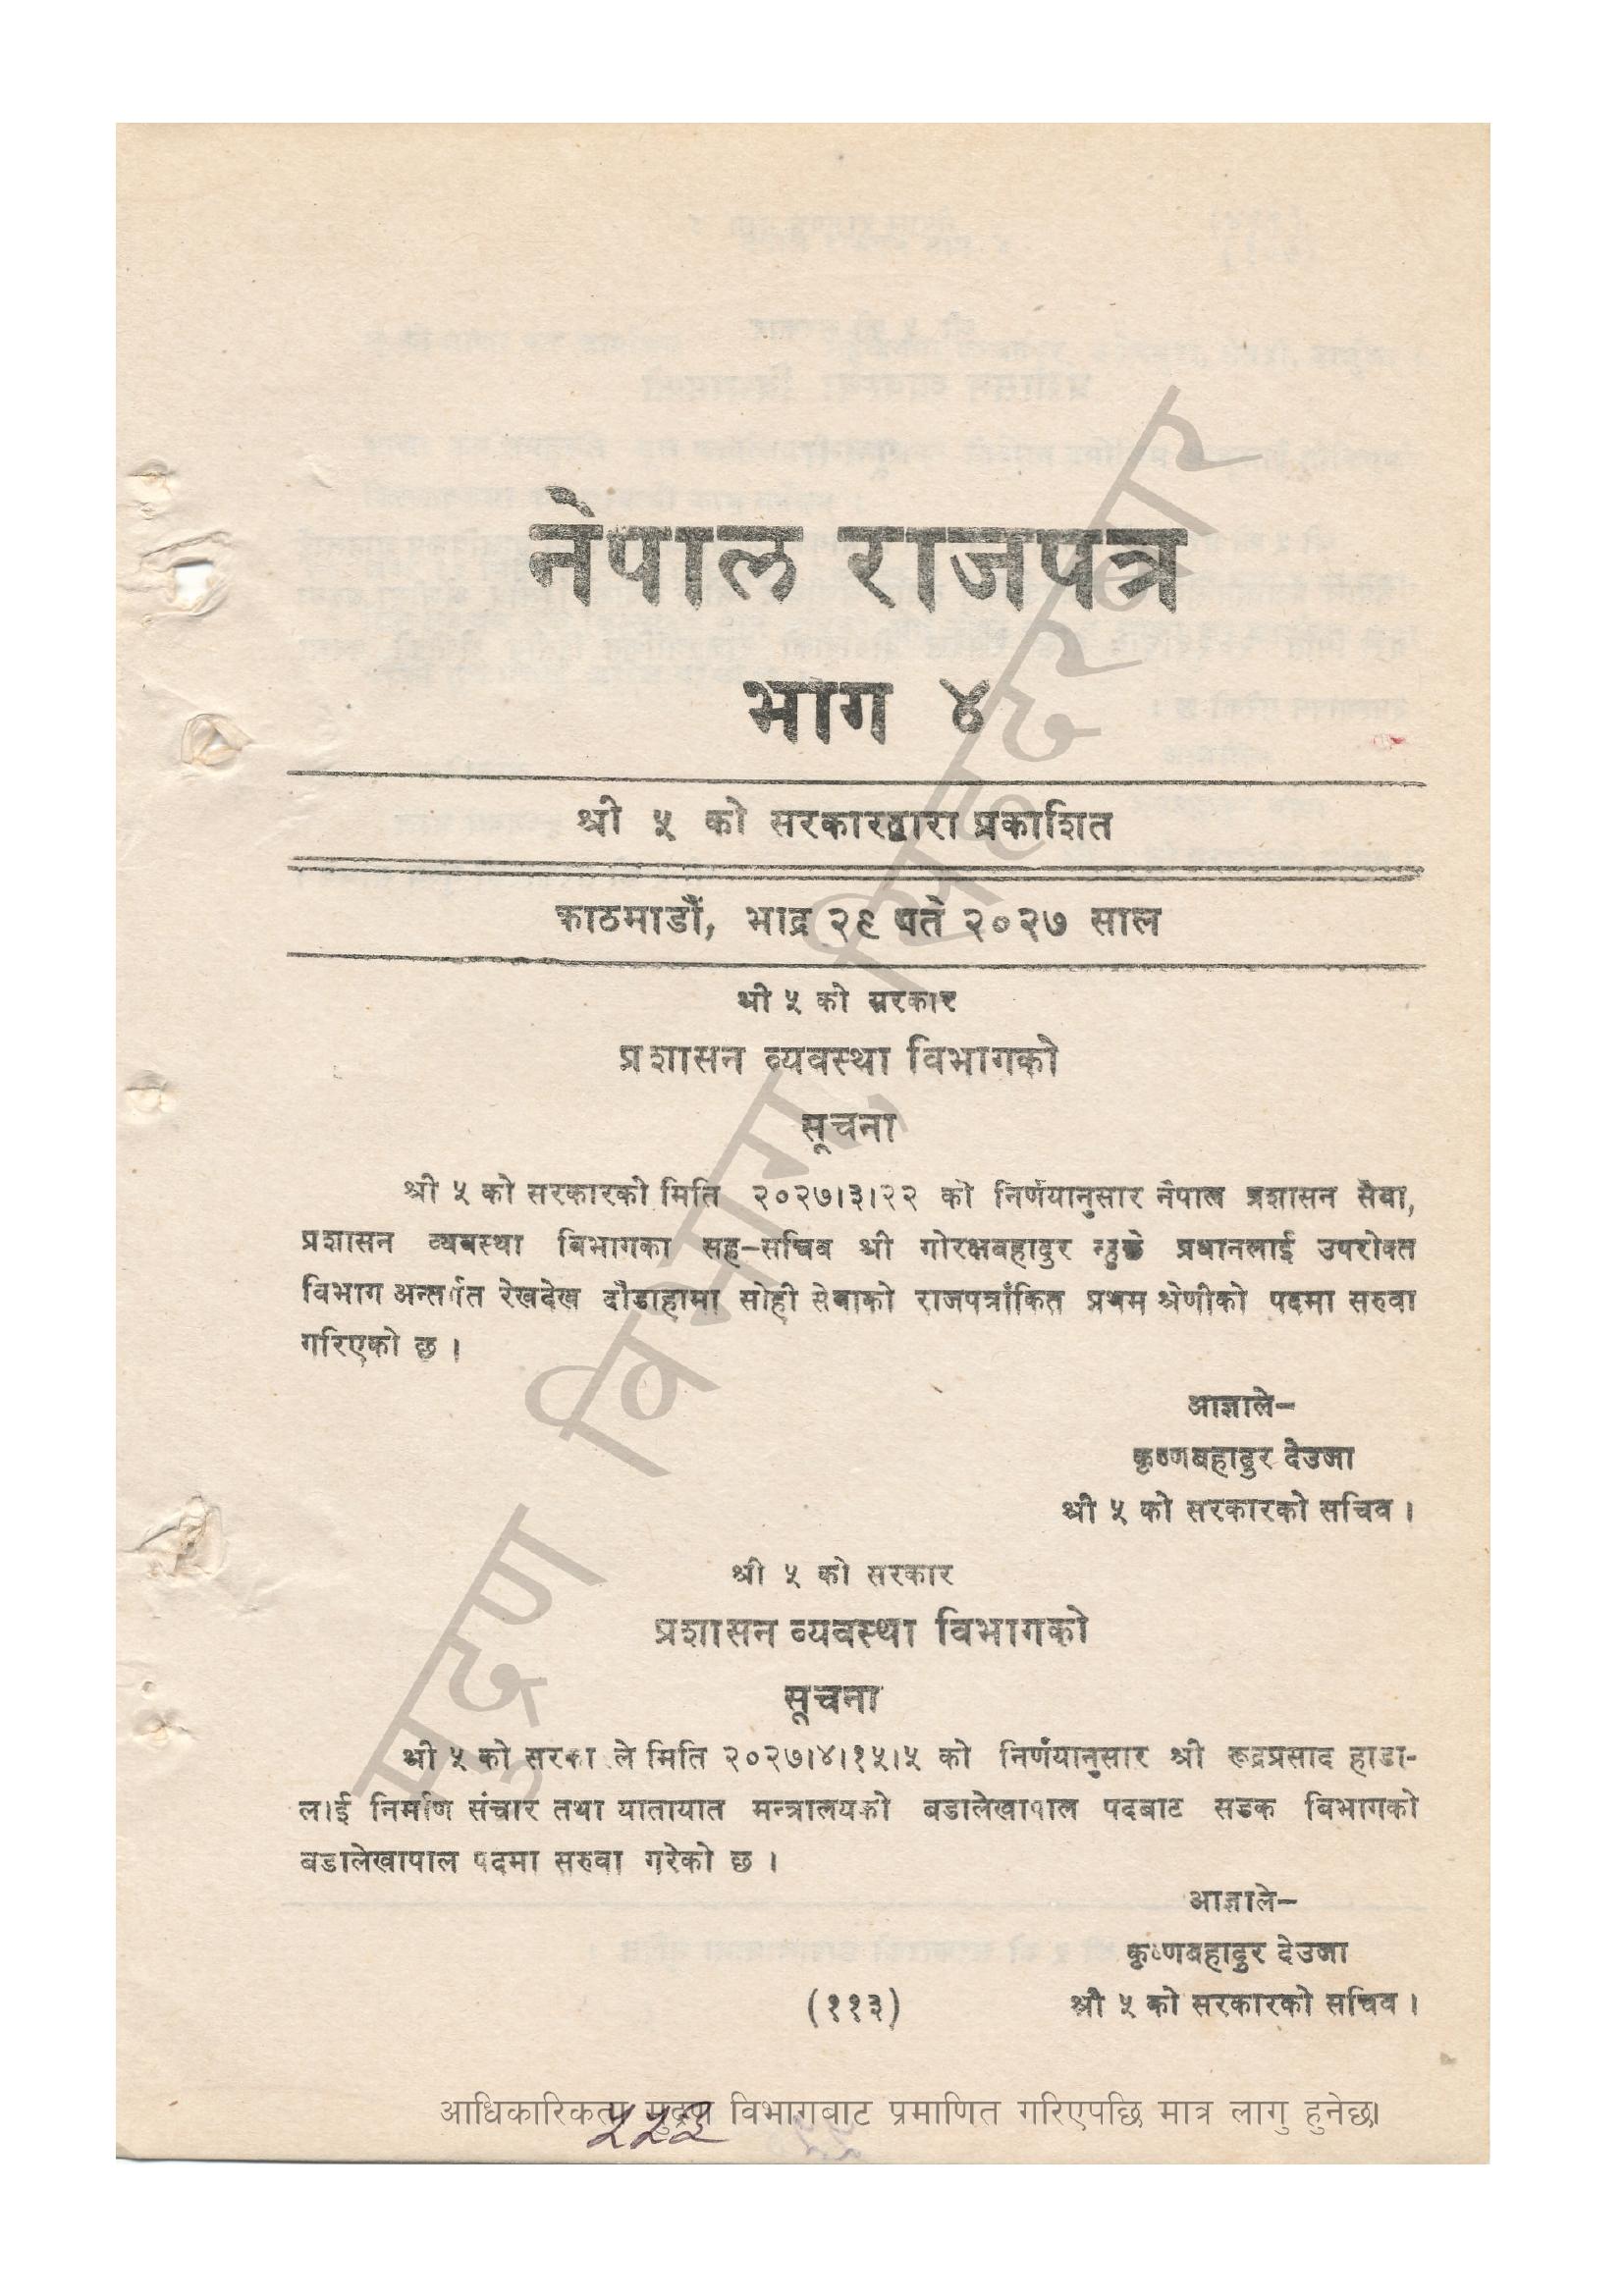 नेपाल राजपत्र
भाग ४
श्री ५ को सरकारद्वारा प्रकाशित
काठमाडौं, भाद्र २९ गते २०२७ साल
श्री ५ को सरकार
प्रशासन व्यवस्था विभागको
सूचना
श्री ५ को सरकारको मिति २०२७।३।२२ को निर्णयानुसार नेपाल प्रशासन सेवा,
प्रशासन व्यवस्था विभागका सह-सचिव श्री गोरक्षबहादुर प्रधानलाई उपरोक्त
विभाग अन्तर्गत रेखदेख दौडाहामा सोही सेवाको राजपत्राँकित प्रथम श्रेणीको पदमा सरुवा
गरिएको छ ।
आज्ञाले-
कृष्णबहादुर देउजा
श्री ५ को सरकारको सचिव ।
श्री ५ को सरकार
प्रशासन व्यवस्था विभागको
सूचना
श्री ५ को सरका ले मिति २०२७।४।१५।५ को निर्णयानुसार श्री रूद्रप्रसाद हाडा-
लाई निर्माण संचार तथा यातायात मन्त्रालयको बडालेखापाल पदबाट सडक विभागको
बडालेखापाल पदमा सरुवा गरेको छ ।
आज्ञाले-
कृष्णबहादुर देउजा
(११३) श्री ५ को सरकारको सचिव ।
आधिकारिकता मुद्रण विभागबाट प्रमाणित गरिएपछि मात्र लागु हुनेछ।
मुद्रण विभाग, सिंहदरबार